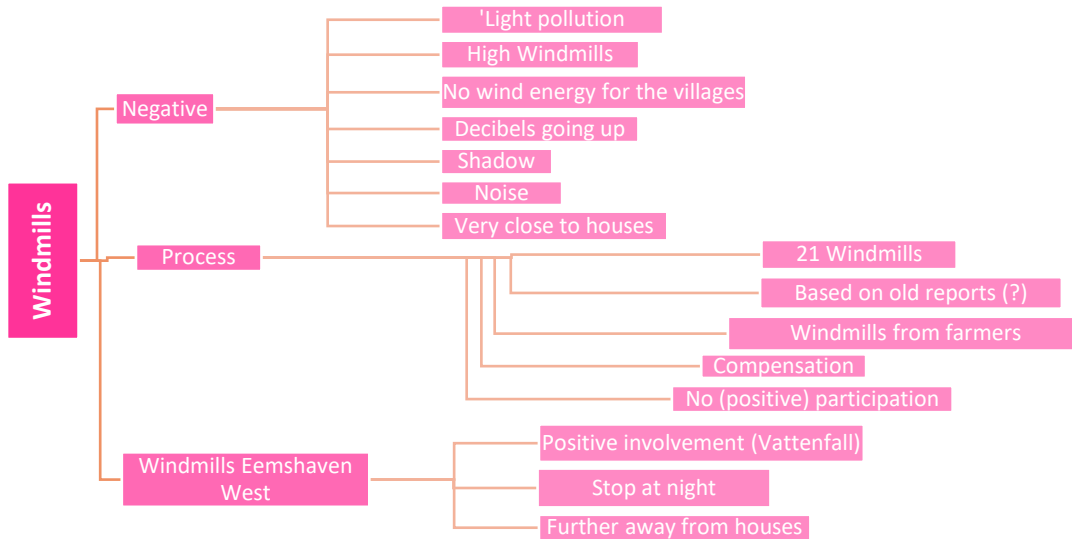 Windmills
Negative
'Light pollution
High Windmills
No wind energy for the villages
Decibels going up
Shadow
Noise
Very close to houses
Process
21 Windmills
Based on old reports (?)
Windmills from farmers
Compensation
No (positive) participation
Windmills Eemshaven
West
Positive involvement (Vattenfall)
Stop at night
Further away from houses